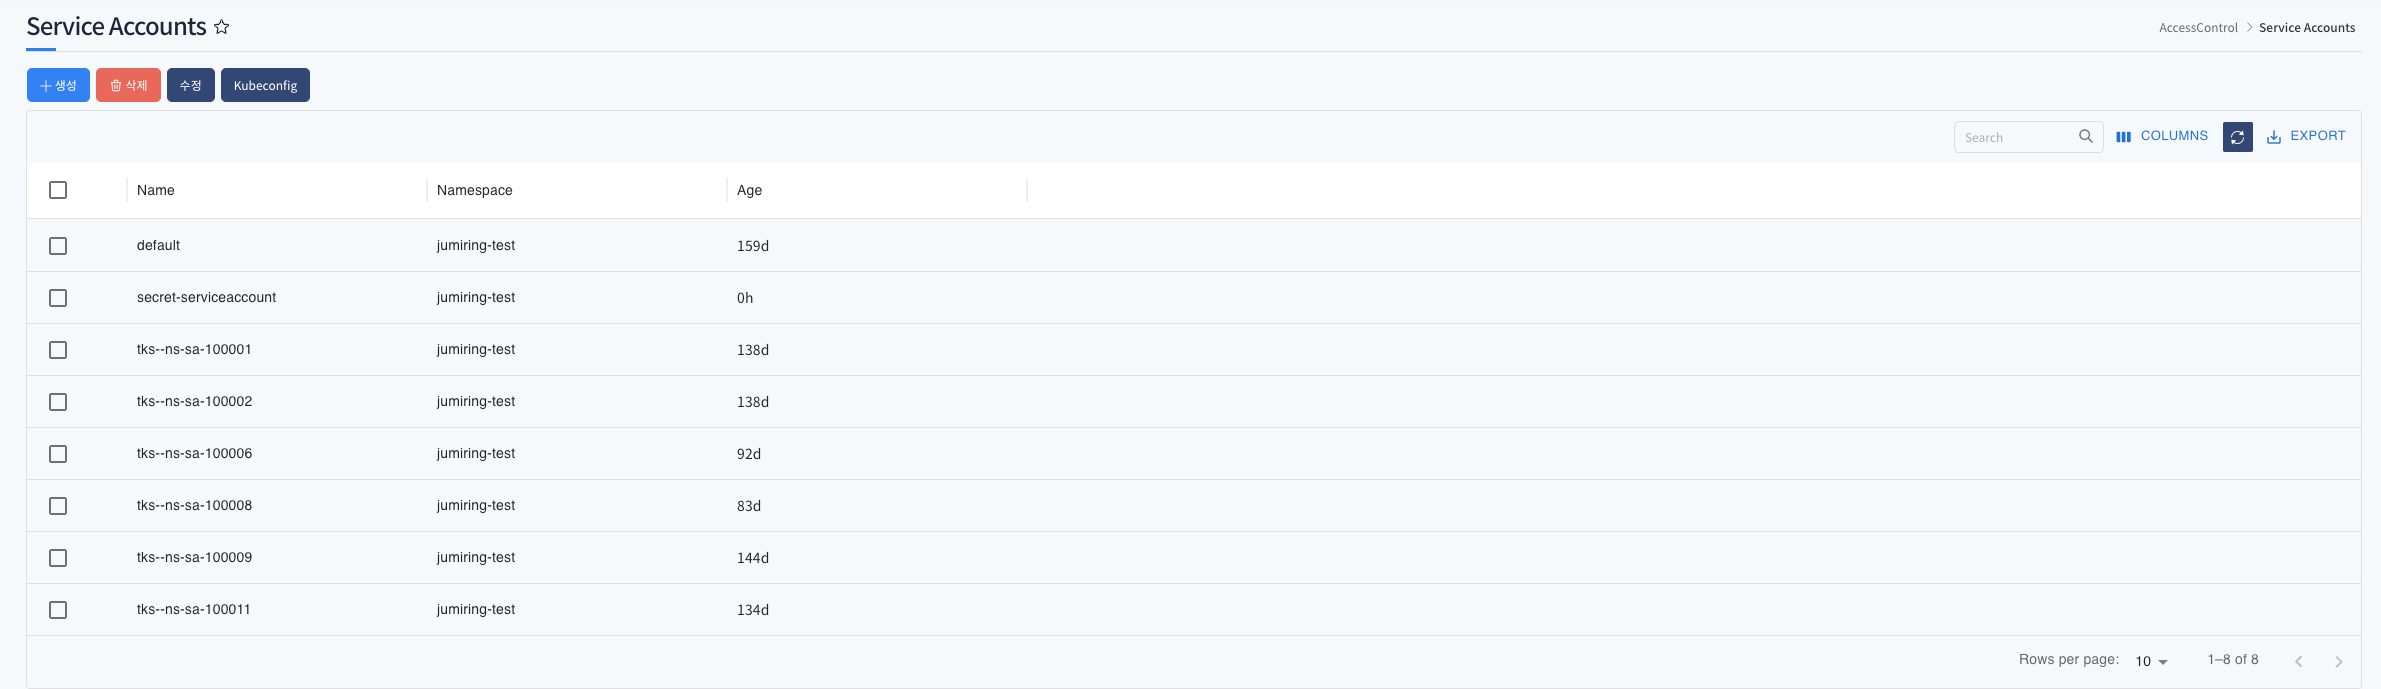 Service Accounts
AccessControl > Service Accounts
생성 삭제 수정 Kubeconfig
Search COLUMNS EXPORT
Name Namespace Age
default jumiring-test 159d
secret-serviceaccount jumiring-test 0h
tks--ns-sa-100001 jumiring-test 138d
tks--ns-sa-100002 jumiring-test 138d
tks--ns-sa-100006 jumiring-test 92d
tks--ns-sa-100008 jumiring-test 83d
tks--ns-sa-100009 jumiring-test 144d
tks--ns-sa-100011 jumiring-test 134d
Rows per page: 10 1–8 of 8